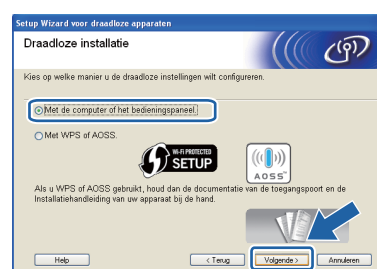 Setup Wizard voor draadloze apparaten
Draadloze installatie
Kies op welke manier u de draadloze instellingen wilt configureren.
Met de computer of het bedieningspaneel.
Met WPS of AOSS.
Wi-Fi PROTECTED
SETUP
AOSS™
Als u WPS of AOSS gebruikt, houd dan de documentatie van de toegangspoort en de
Installatiehandleiding van uw apparaat bij de hand.
Help
< Terug
Volgende >
Annuleren